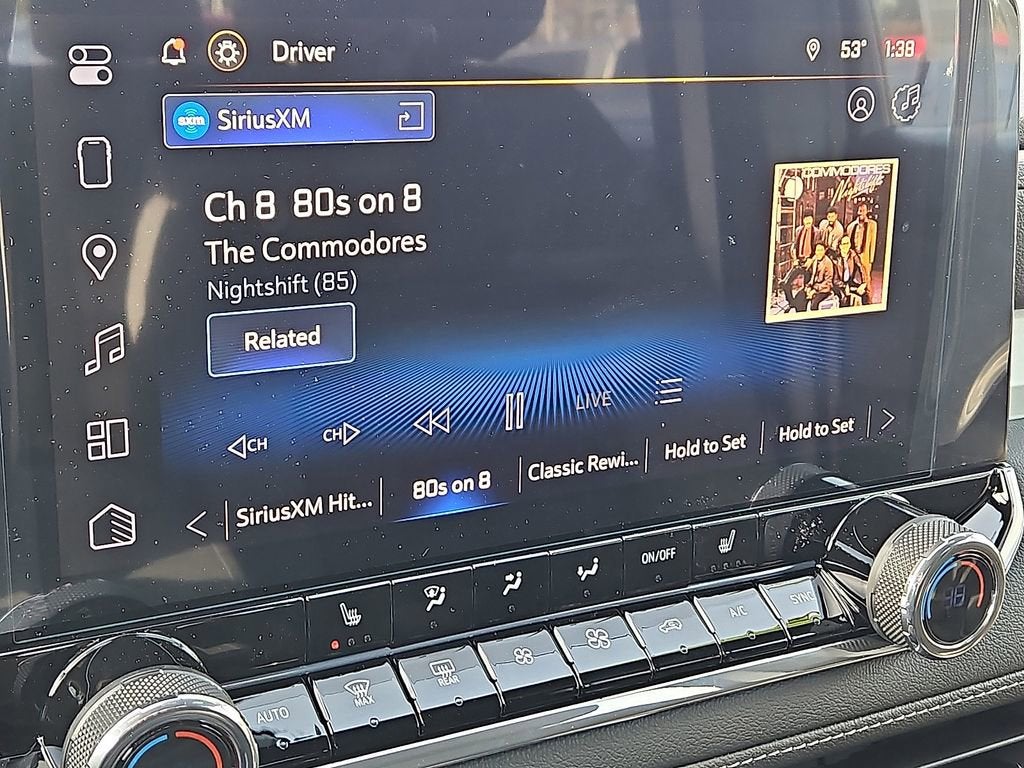 Driver
53° 1:38
sxm SiriusXM
Ch 8 80s on 8
The Commodores
Nightshift (85)
Related
COMMODORES
Nightshift
CH
CH
LIVE
SiriusXM Hit...
80s on 8
Classic Rewi...
Hold to Set
Hold to Set
ON/OFF
AUTO
MAX
REAR
A/C
SYNC